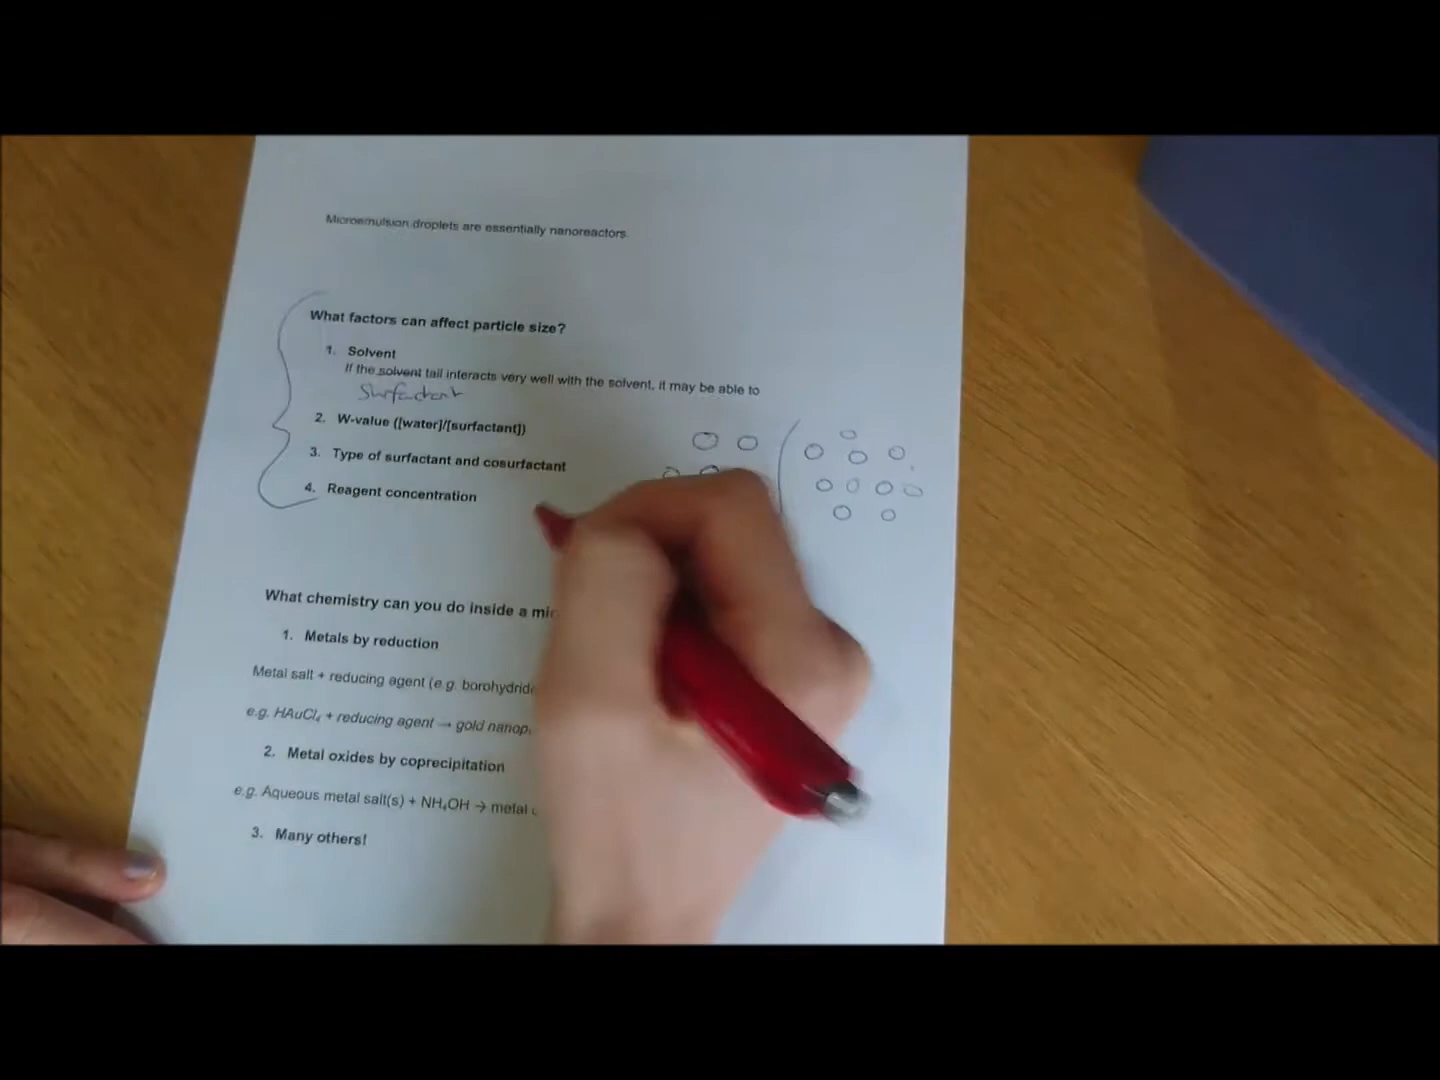 Microemulsion droplets are essentially nanoreactors.
What factors can affect particle size?
1. Solvent
If the solvent tail interacts very well with the solvent, it may be able to
Surfactant
2. W-value ([water]/[surfactant])
3. Type of surfactant and cosurfactant
4. Reagent concentration
What chemistry can you do inside a
1. Metals by reduction
Metal salt + reducing agent (e.g.
e.g. HAuCl₄ + reducing agent → gold
2. Metal oxides by coprecipitation
e.g. Aqueous metal salt(s) + NH₄OH → metal
3. Many others!